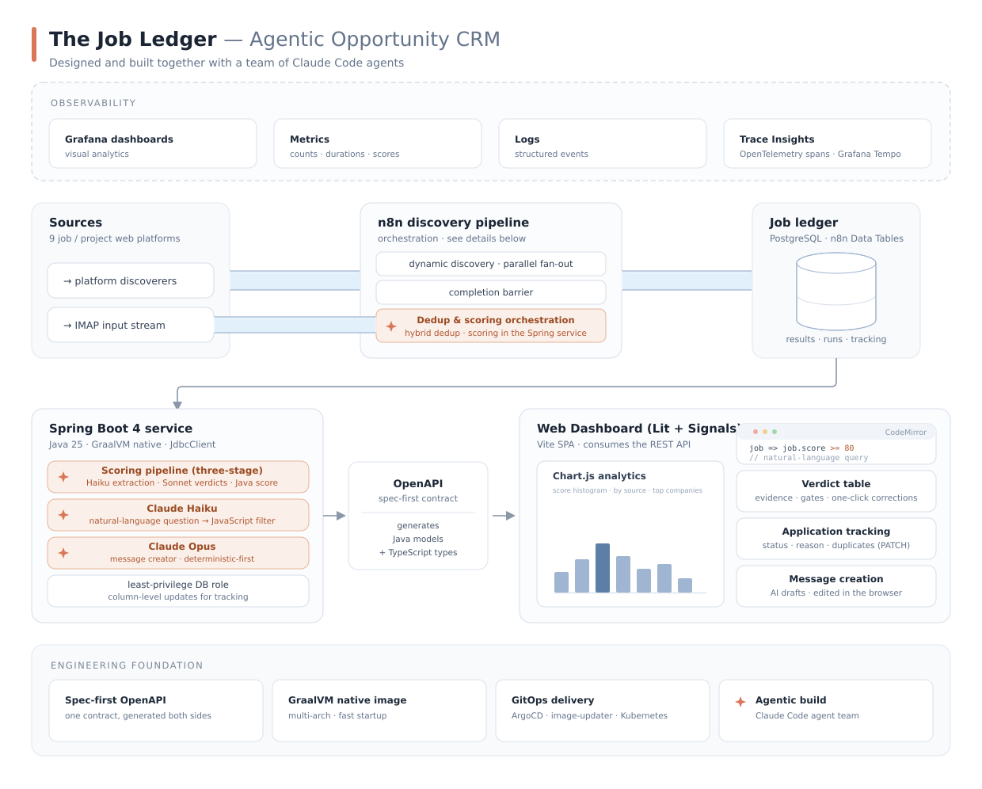 The Job Ledger — Agentic Opportunity CRM
Designed and built together with a team of Claude Code agents
OBSERVABILITY
Grafana dashboards
visual analytics
Metrics
counts · durations · scores
Logs
structured events
Trace Insights
OpenTelemetry spans · Grafana Tempo
Sources
9 job / project web platforms
→ platform discoverers
→ IMAP input stream
n8n discovery pipeline
orchestration · see details below
dynamic discovery · parallel fan-out
completion barrier
Dedup & scoring orchestration
hybrid dedup · scoring in the Spring service
Job ledger
PostgreSQL · n8n Data Tables
results · runs · tracking
Spring Boot 4 service
Java 25 · GraalVM native · JdbcClient
Scoring pipeline (three-stage)
Haiku extraction · Sonnet verdicts · Java score
Claude Haiku
natural-language question → JavaScript filter
Claude Opus
message creator · deterministic-first
least-privilege DB role
column-level updates for tracking
OpenAPI
spec-first contract
generates
Java models
+ TypeScript types
Web Dashboard (Lit + Signals)
Vite SPA · consumes the REST API
Chart.js analytics
score histogram · by source · top companies
CodeMirror
job => job.score >= 80
// natural-language query
Verdict table
evidence · gates · one-click corrections
Application tracking
status · reason · duplicates (PATCH)
Message creation
AI drafts · edited in the browser
ENGINEERING FOUNDATION
Spec-first OpenAPI
one contract, generated both sides
GraalVM native image
multi-arch · fast startup
GitOps delivery
ArgoCD · image-updater · Kubernetes
Agentic build
Claude Code agent team